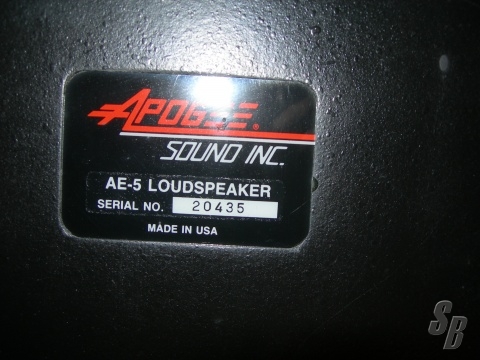 APOGEE®
SOUND INC.
AE-5 LOUDSPEAKER
SERIAL NO. 20435
MADE IN USA
SB